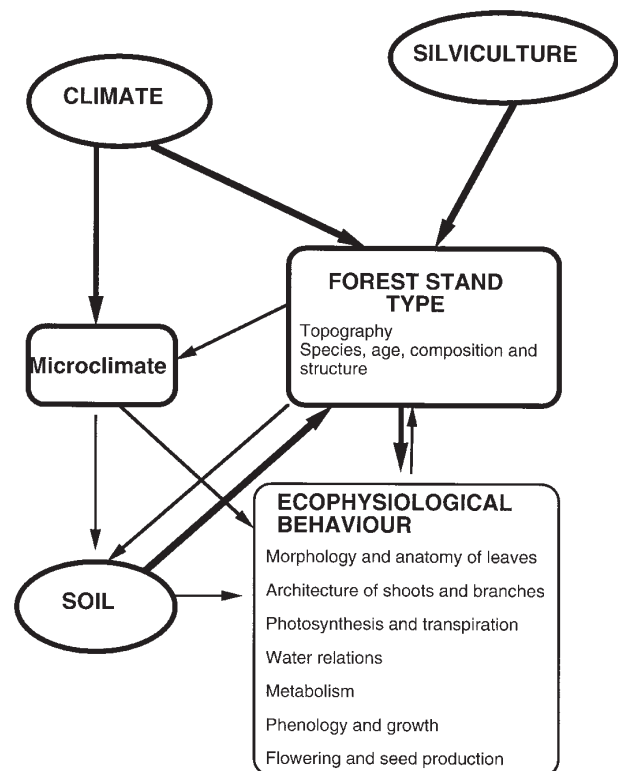 CLIMATE
SILVICULTURE
FOREST STAND
TYPE
Topography
Species, age, composition and
structure
Microclimate
ECOPHYSIOLOGICAL
BEHAVIOUR
Morphology and anatomy of leaves
Architecture of shoots and branches
Photosynthesis and transpiration
Water relations
Metabolism
Phenology and growth
Flowering and seed production
SOIL